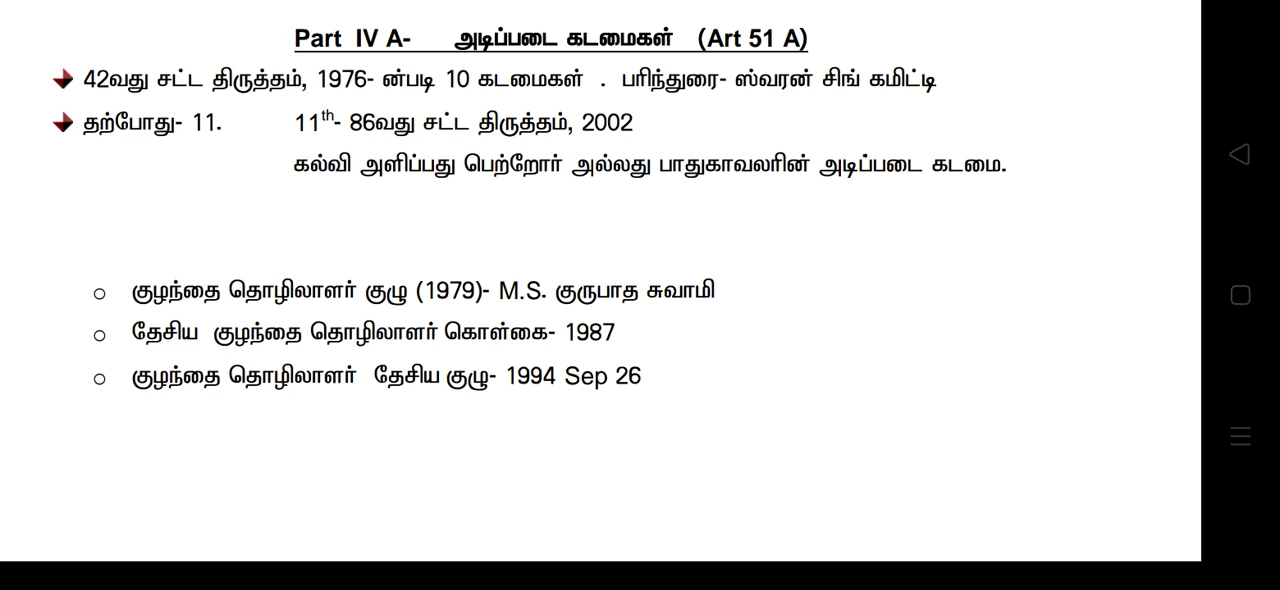 Part IV A- அடிப்படை கடமைகள் (Art 51 A)
42வது சட்ட திருத்தம், 1976- ன்படி 10 கடமைகள் . பரிந்துரை- ஸ்வரன் சிங் கமிட்டி
தற்போது- 11. 11th- 86வது சட்ட திருத்தம், 2002
கல்வி அளிப்பது பெற்றோர் அல்லது பாதுகாவலரின் அடிப்படை கடமை.
குழந்தை தொழிலாளர் குழு (1979)- M.S. குருபாத சுவாமி
தேசிய குழந்தை தொழிலாளர் கொள்கை- 1987
குழந்தை தொழிலாளர் தேசிய குழு- 1994 Sep 26